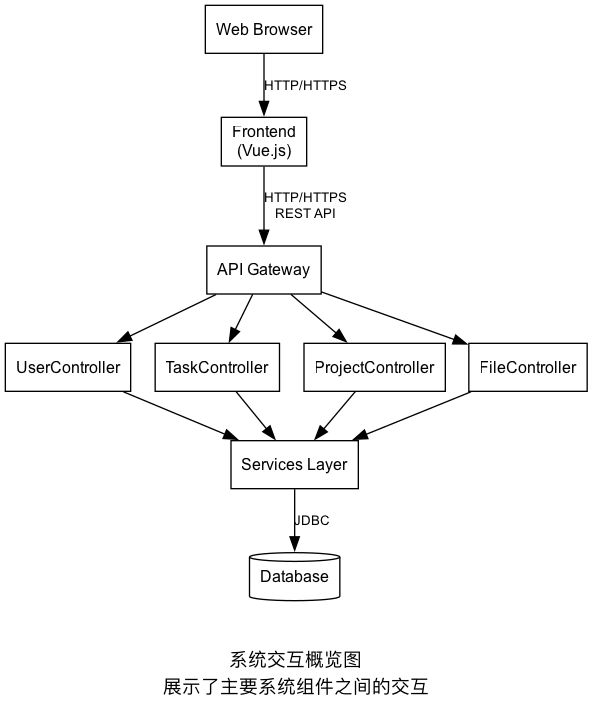 Web Browser
HTTP/HTTPS
Frontend
(Vue.js)
HTTP/HTTPS
REST API
API Gateway
UserController
TaskController
ProjectController
FileController
Services Layer
JDBC
Database
系统交互概览图
展示了主要系统组件之间的交互